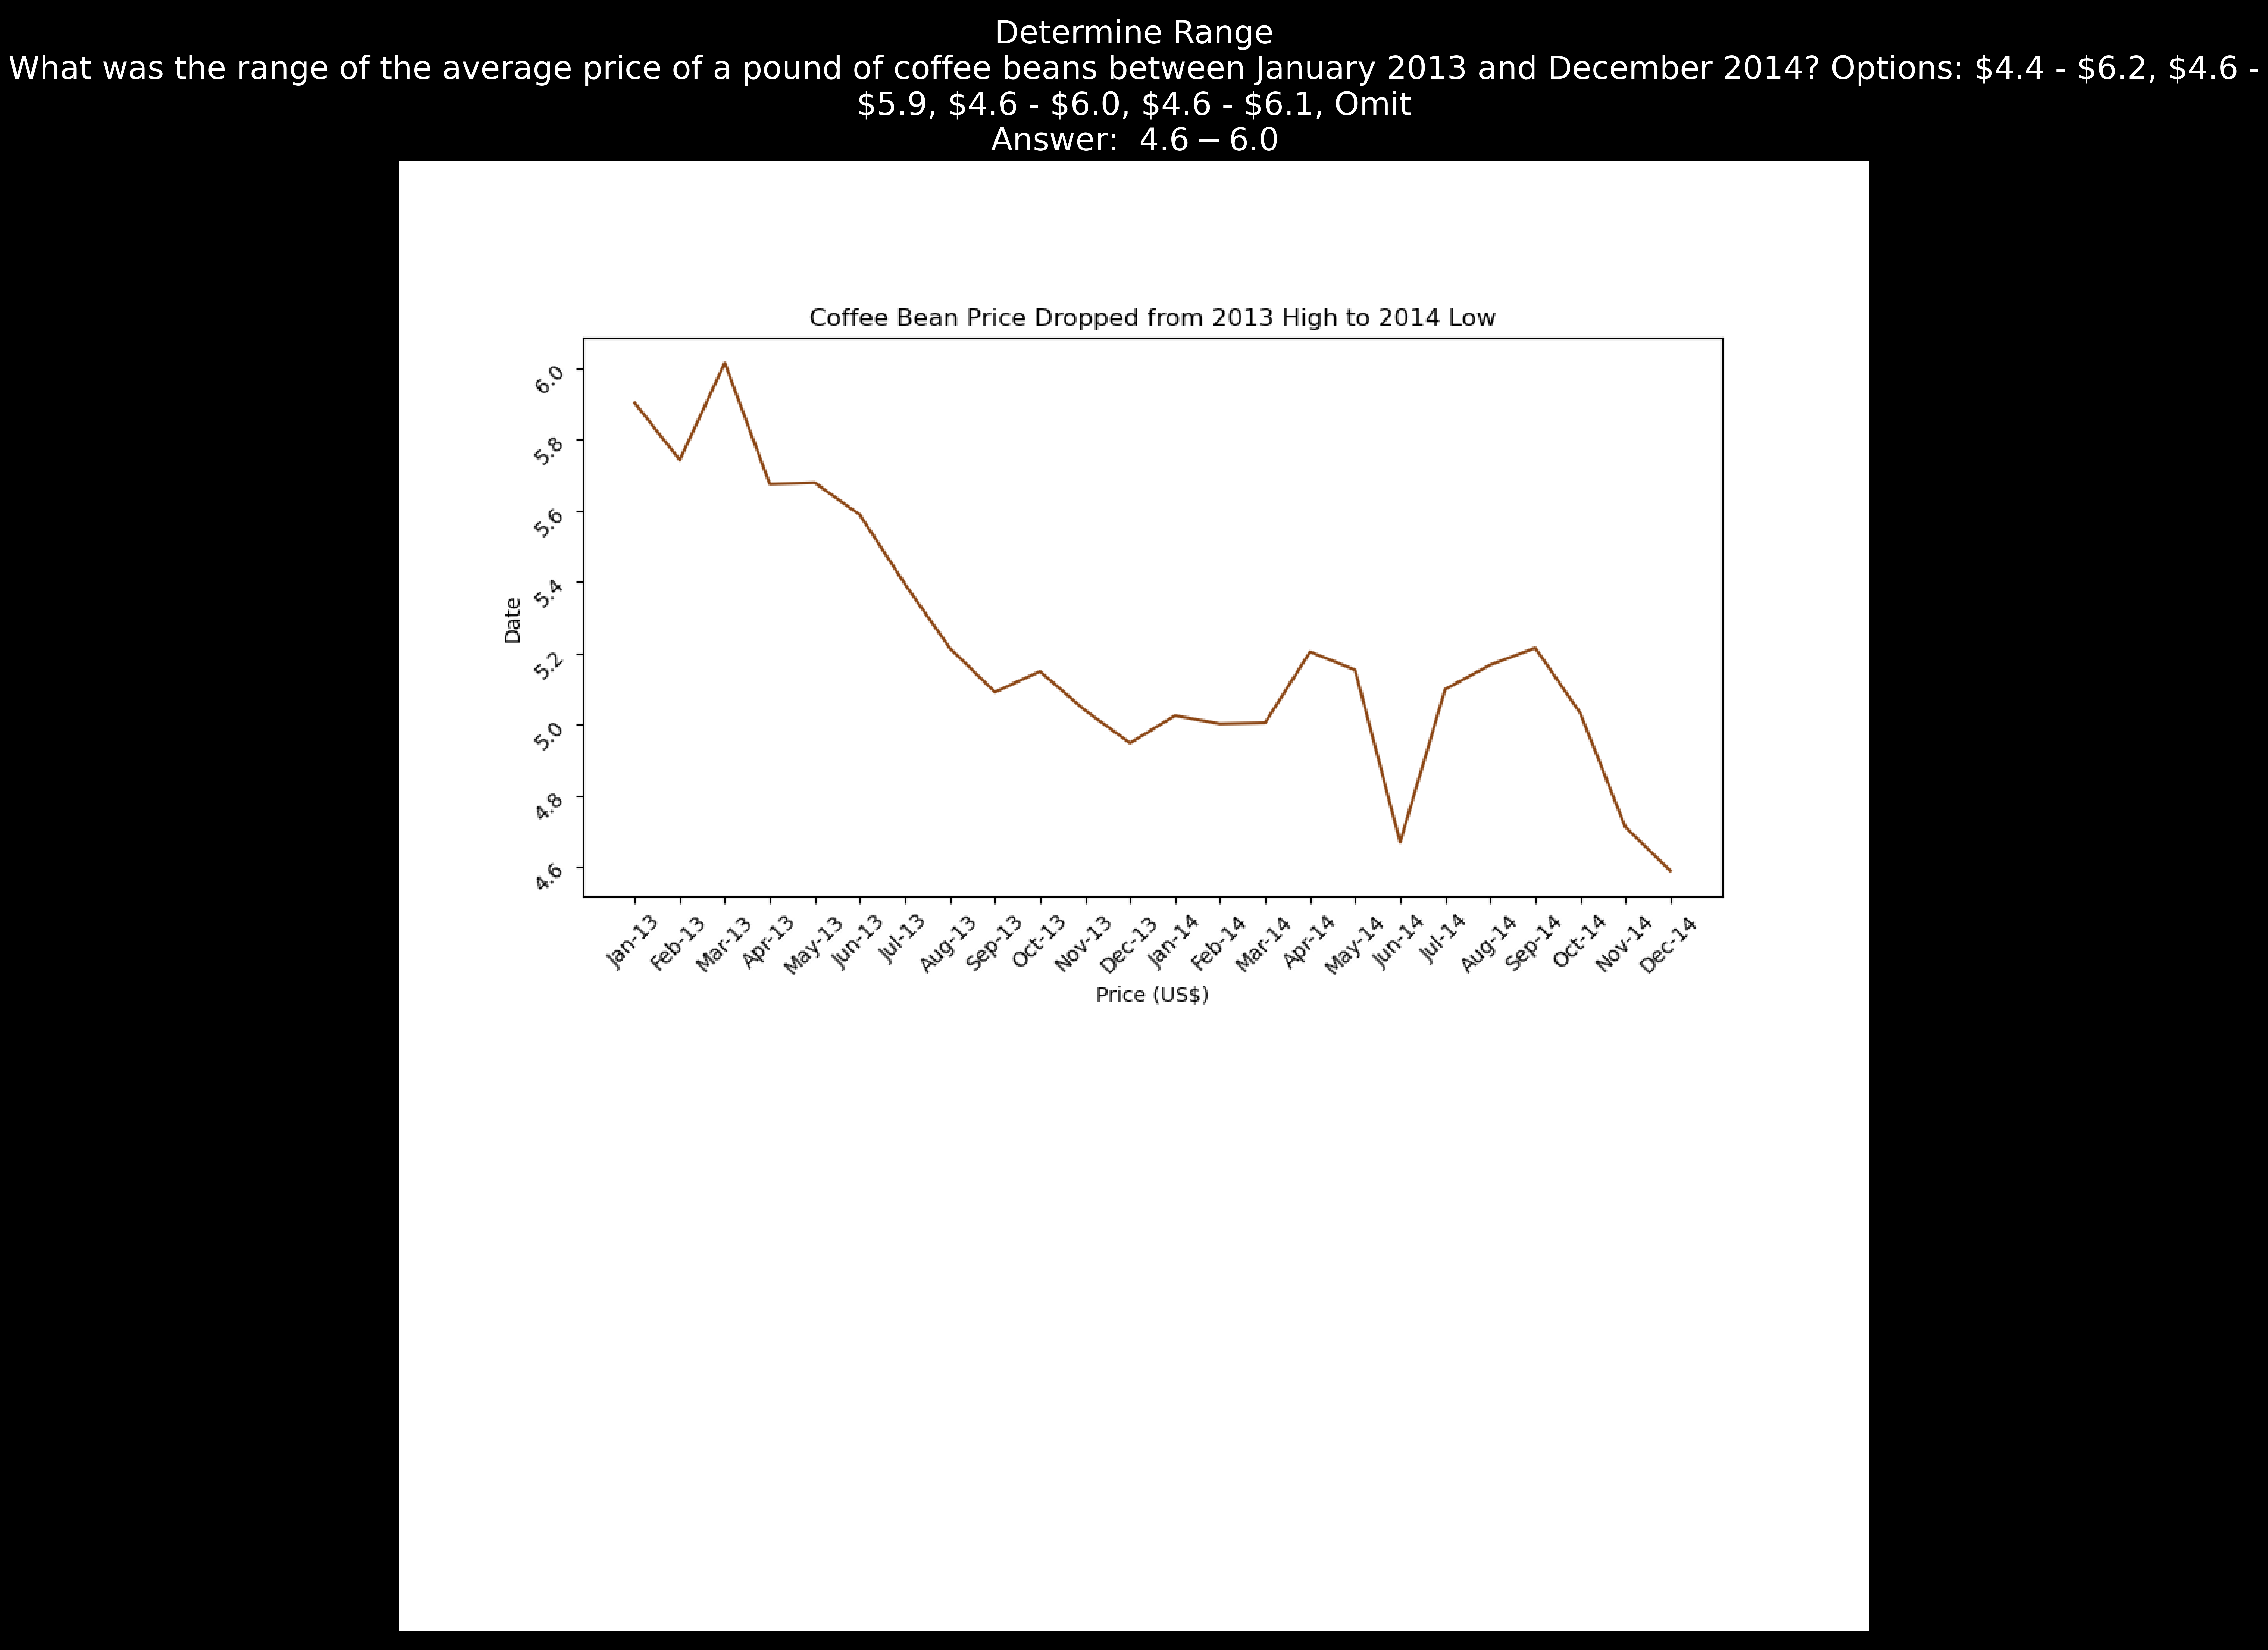 Determine Range
What was the range of the average price of a pound of coffee beans between January 2013 and December 2014? Options: $4.4 - $6.2, $4.6 -
$5.9, $4.6 - $6.0, $4.6 - $6.1, Omit
Answer: 4.6 − 6.0
Coffee Bean Price Dropped from 2013 High to 2014 Low
6.0
5.8
5.6
5.4
5.2
5.0
4.8
4.6
Date
Jan-13 Feb-13 Mar-13 Apr-13 May-13 Jun-13 Jul-13 Aug-13 Sep-13 Oct-13 Nov-13 Dec-13 Jan-14 Feb-14 Mar-14 Apr-14 May-14 Jun-14 Jul-14 Aug-14 Sep-14 Oct-14 Nov-14 Dec-14
Price (US$)